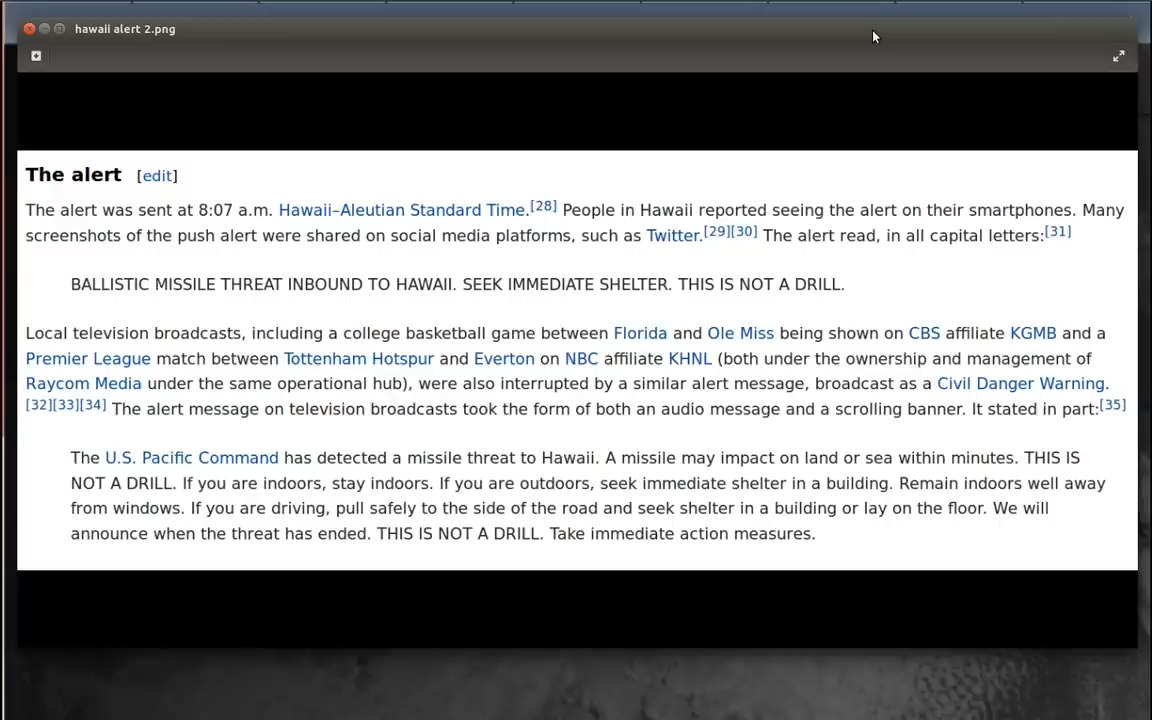 hawaii alert 2.png
The alert [edit]
The alert was sent at 8:07 a.m. Hawaii–Aleutian Standard Time.[28] People in Hawaii reported seeing the alert on their smartphones. Many
screenshots of the push alert were shared on social media platforms, such as Twitter.[29][30] The alert read, in all capital letters:[31]
BALLISTIC MISSILE THREAT INBOUND TO HAWAII. SEEK IMMEDIATE SHELTER. THIS IS NOT A DRILL.
Local television broadcasts, including a college basketball game between Florida and Ole Miss being shown on CBS affiliate KGMB and a
Premier League match between Tottenham Hotspur and Everton on NBC affiliate KHNL (both under the ownership and management of
Raycom Media under the same operational hub), were also interrupted by a similar alert message, broadcast as a Civil Danger Warning.
[32][33][34] The alert message on television broadcasts took the form of both an audio message and a scrolling banner. It stated in part:[35]
The U.S. Pacific Command has detected a missile threat to Hawaii. A missile may impact on land or sea within minutes. THIS IS
NOT A DRILL. If you are indoors, stay indoors. If you are outdoors, seek immediate shelter in a building. Remain indoors well away
from windows. If you are driving, pull safely to the side of the road and seek shelter in a building or lay on the floor. We will
announce when the threat has ended. THIS IS NOT A DRILL. Take immediate action measures.